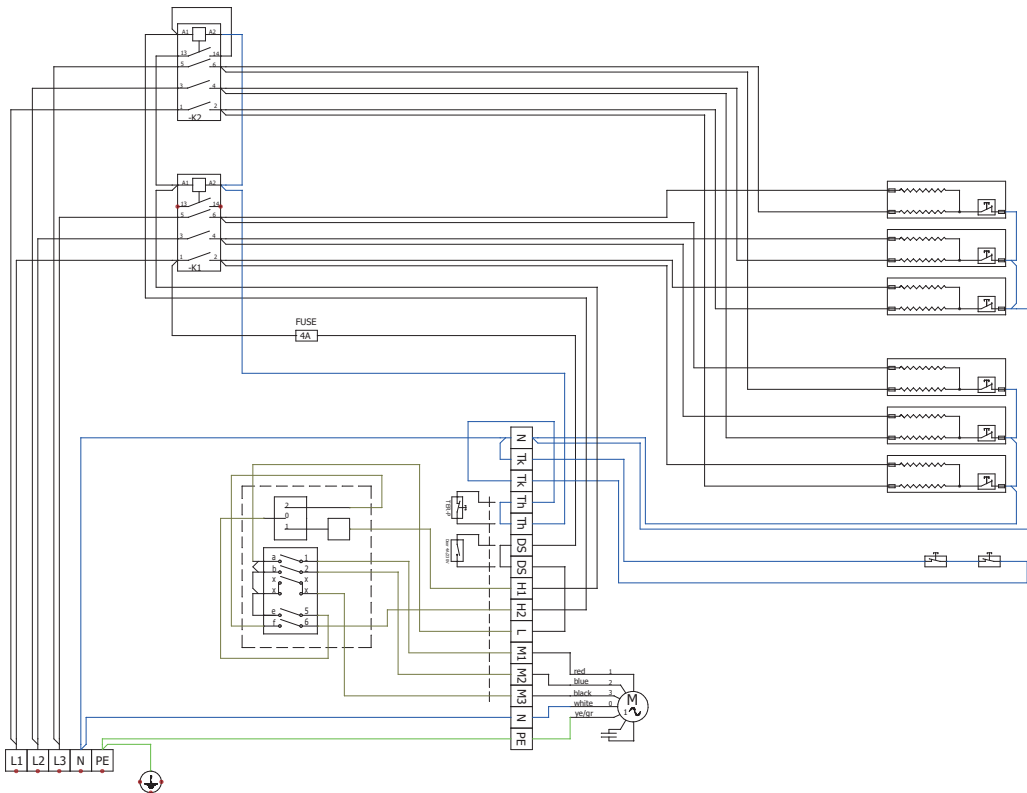 A1 A2
13 14
5 6
3 4
1 2
-K2
A1 A2
13 14
5 6
3 4
1 2
-K1
FUSE
4A
N
Tk
Tk
Th
Th
DS
DS
H1
H2
L
M1
M2
M3
N
PE
2
0
1
a 1
b 2
x x
x x
e 5
f 6
red 1
blue 2
black 3
white 0
ye/gr
M
1
L1 L2 L3 N PE